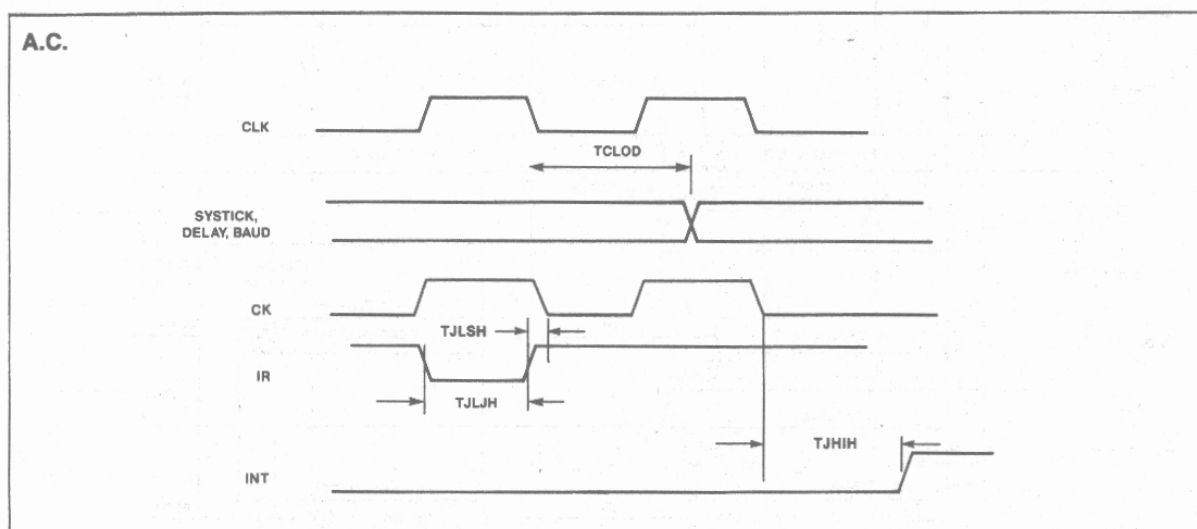 A.C.
CLK
TCLOD
SYSTICK,
DELAY, BAUD
CK
TJLSH
IR
TJLJH
TJHIH
INT